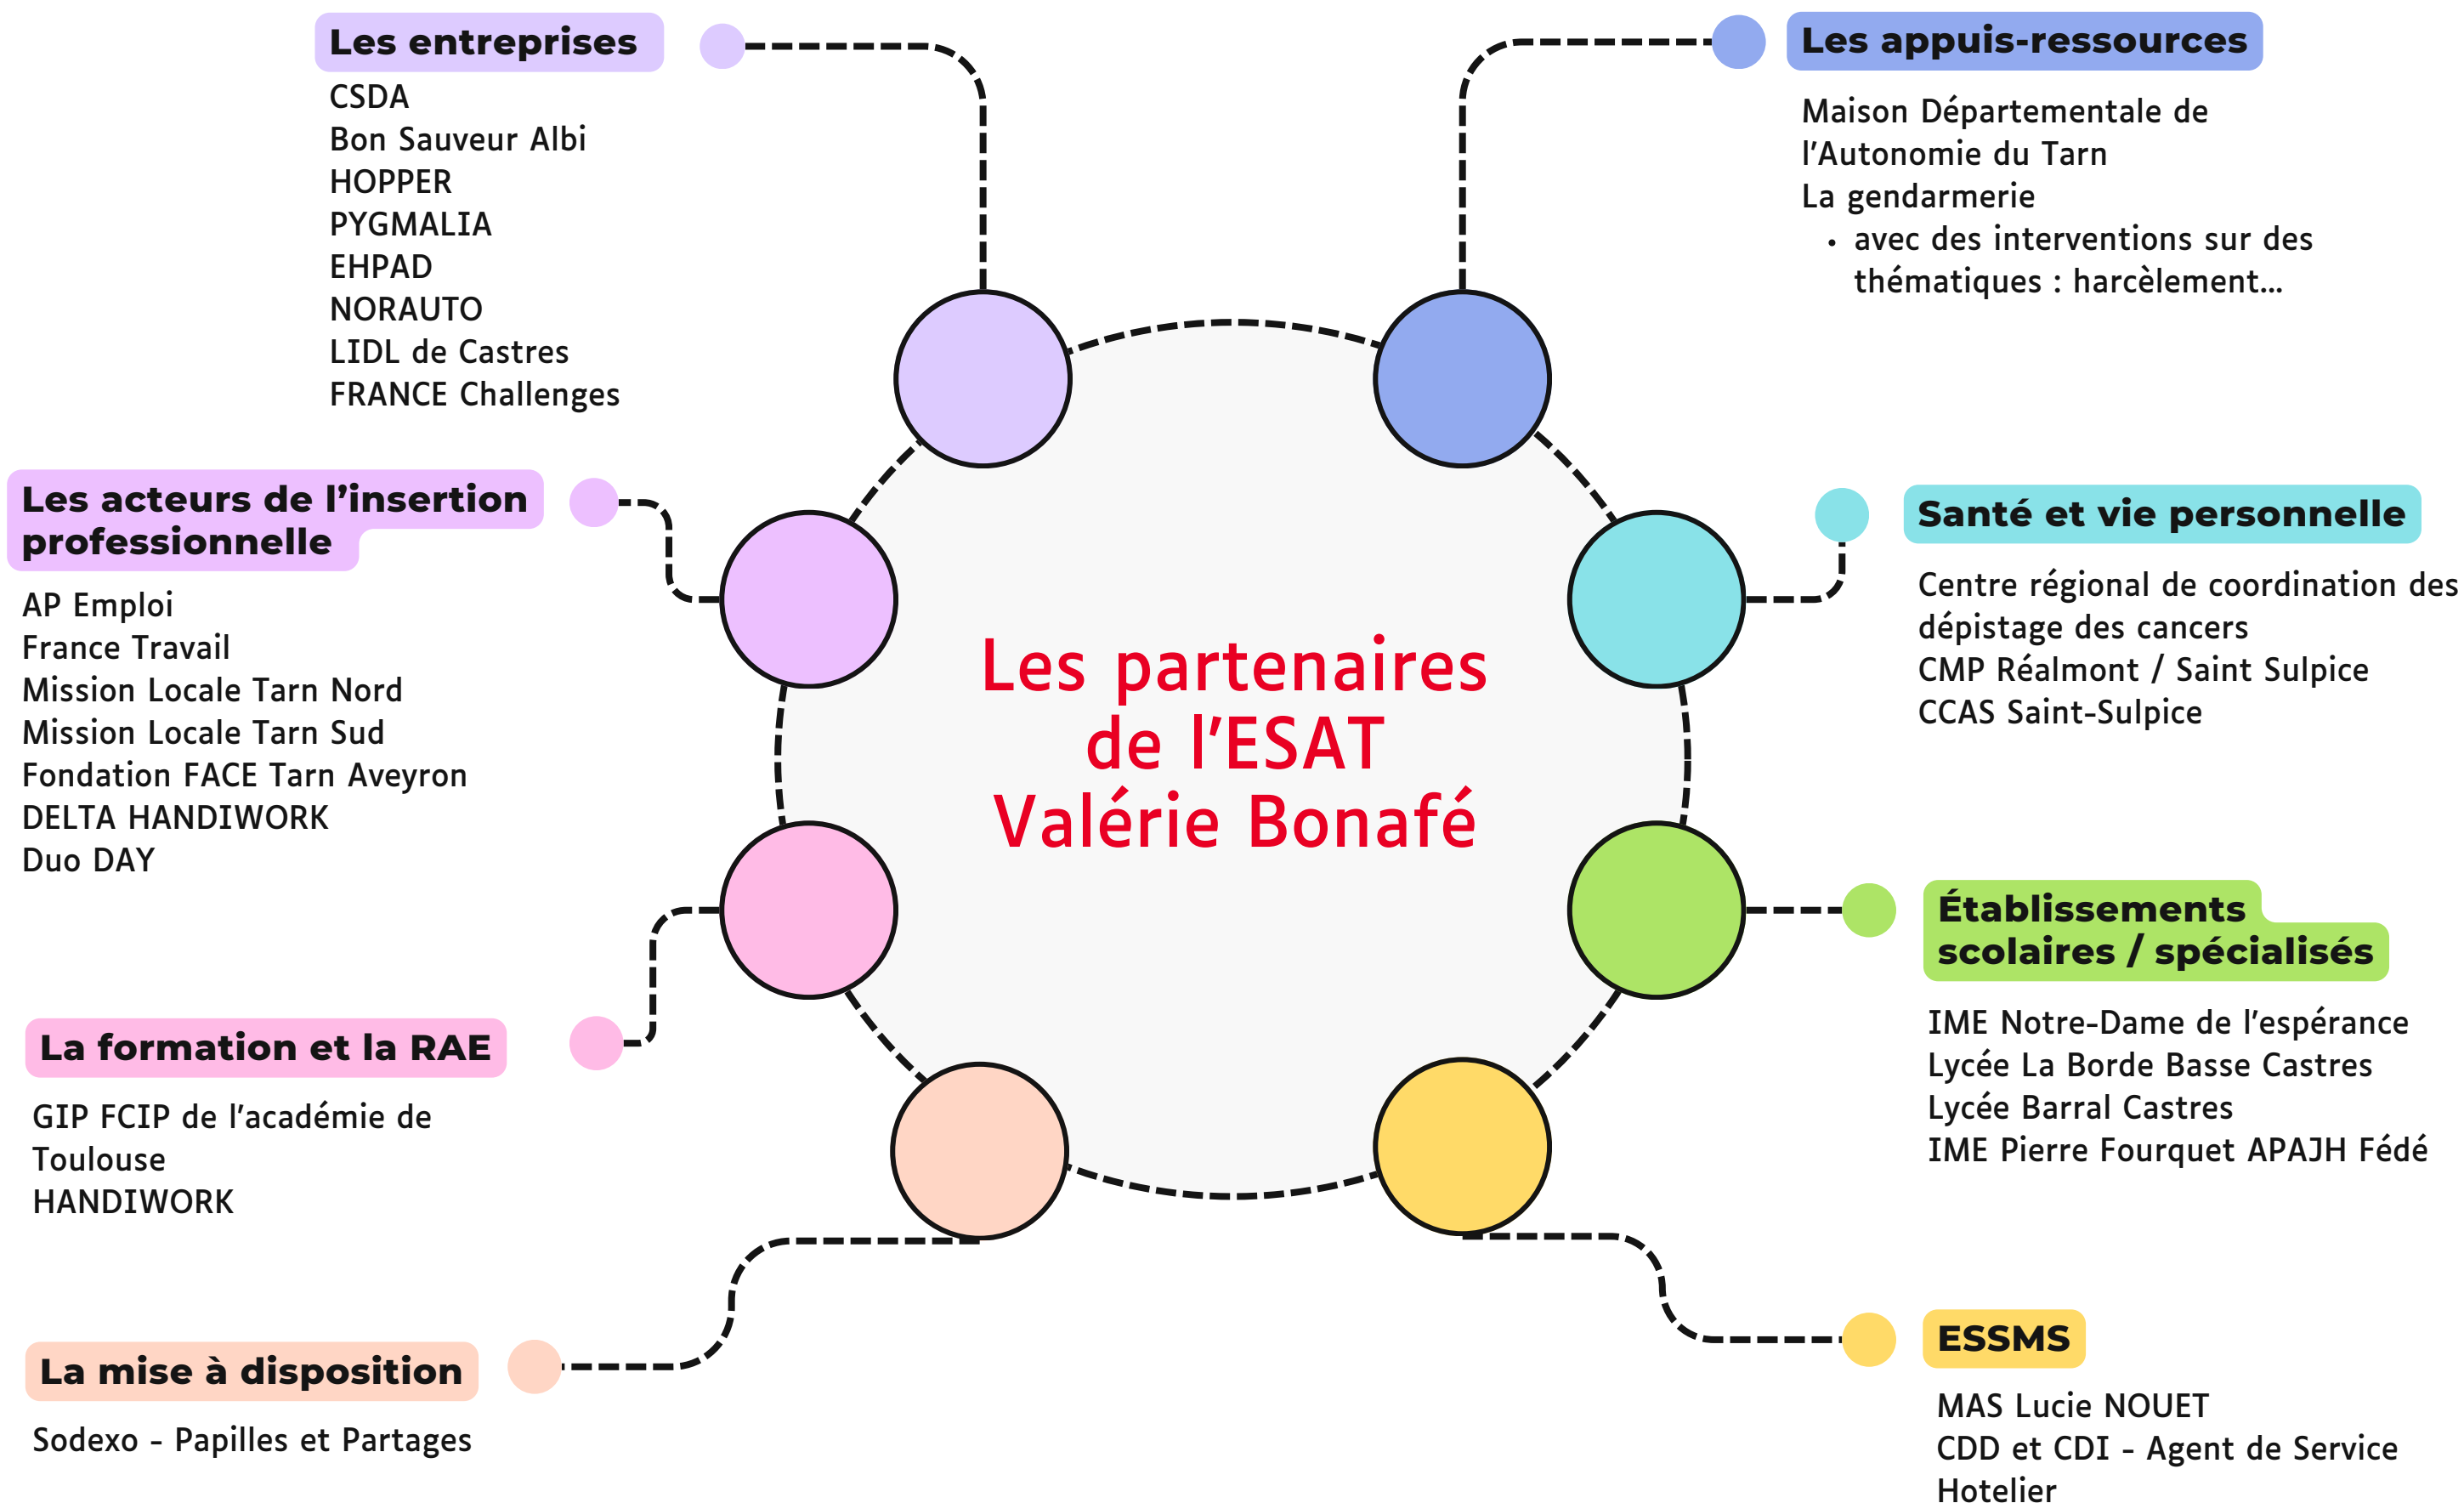 Les entreprises
CSDA
Bon Sauveur Albi
HOPPER
PYGMALIA
EHPAD
NORAUTO
LIDL de Castres
FRANCE Challenges
Les appuis-ressources
Maison Départementale de
l'Autonomie du Tarn
La gendarmerie
• avec des interventions sur des
thématiques : harcèlement...
Les acteurs de l'insertion
professionnelle
AP Emploi
France Travail
Mission Locale Tarn Nord
Mission Locale Tarn Sud
Fondation FACE Tarn Aveyron
DELTA HANDIWORK
Duo DAY
Santé et vie personnelle
Centre régional de coordination des
dépistage des cancers
CMP Réalmont / Saint Sulpice
CCAS Saint-Sulpice
Les partenaires
de l'ESAT
Valérie Bonafé
La formation et la RAE
GIP FCIP de l'académie de
Toulouse
HANDIWORK
Établissements
scolaires / spécialisés
IME Notre-Dame de l'espérance
Lycée La Borde Basse Castres
Lycée Barral Castres
IME Pierre Fourquet APAJH Fédé
La mise à disposition
Sodexo - Papilles et Partages
ESSMS
MAS Lucie NOUET
CDD et CDI - Agent de Service
Hotelier